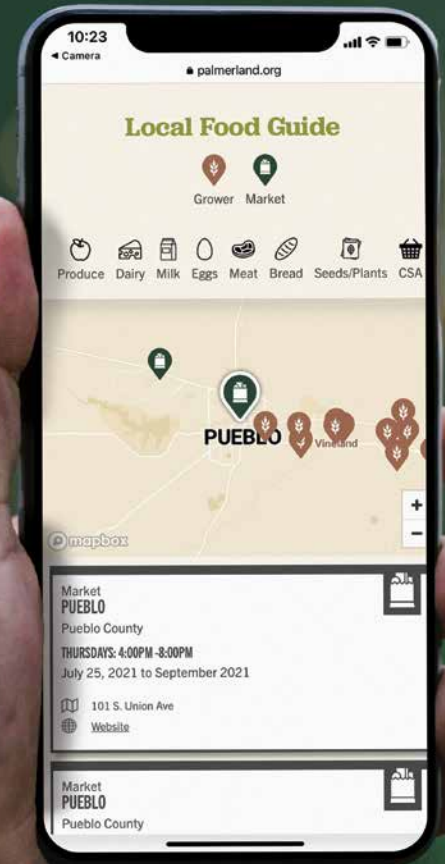 10:23
Camera
palmerland.org
Local Food Guide
Grower Market
Produce Dairy Milk Eggs Meat Bread Seeds/Plants CSA
PUEBLO
Vineland
mapbox
+
−
Market
PUEBLO
Pueblo County
THURSDAYS: 4:00PM -8:00PM
July 25, 2021 to September 2021
101 S. Union Ave
Website
Market
PUEBLO
Pueblo County